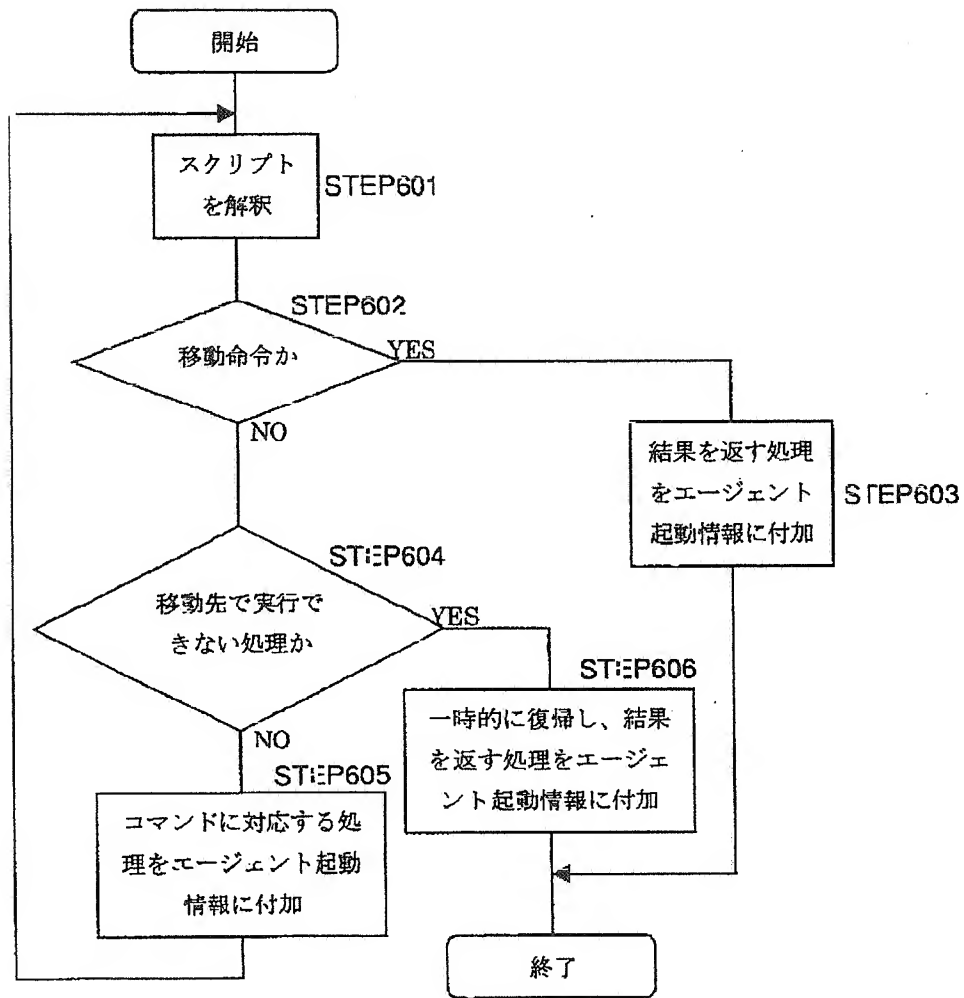 開始
スクリプト
を解釈
STEP601
STEP602
移動命令か
YES
NO
結果を返す処理
をエージェント
起動情報に付加
STEP603
STEP604
移動先で実行で
きない処理か
YES
NO
STEP606
一時的に復帰し、結果
を返す処理をエージェ
ント起動情報に付加
STEP605
コマンドに対応する処
理をエージェント起動
情報に付加
終了